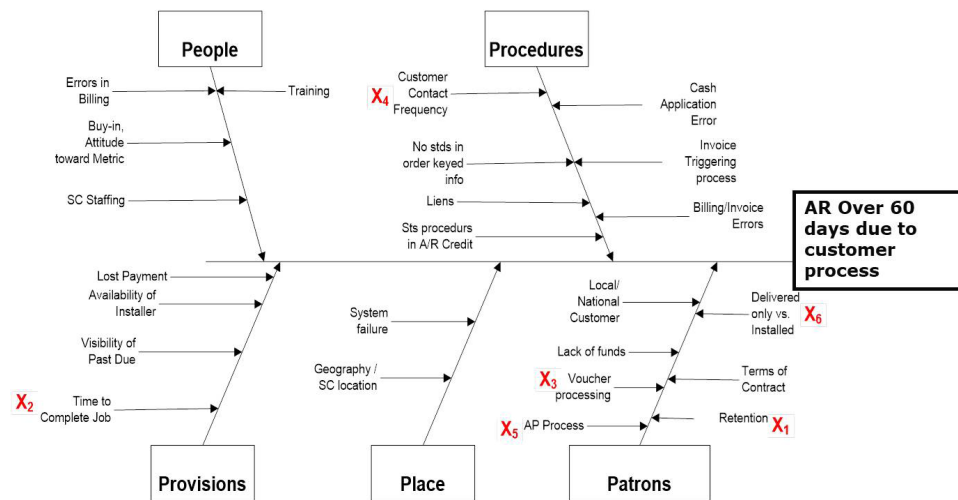 People
Procedures
Errors in
Billing
Training
X4
Customer
Contact
Frequency
Cash
Application
Error
Buy-in,
Attitude
toward Metric
No stds in
order keyed
info
Invoice
Triggering
process
SC Staffing
Liens
Billing/Invoice
Errors
Sts procedurs
in A/R Credit
AR Over 60
days due to
customer
process
Lost Payment
Availability of
Installer
Visibility of
Past Due
X2
Time to
Complete Job
System
failure
Geography /
SC location
Local/
National
Customer
Delivered
only vs.
Installed
X6
Lack of funds
X3
Voucher
processing
Terms of
Contract
X5
AP Process
Retention
X1
Provisions
Place
Patrons